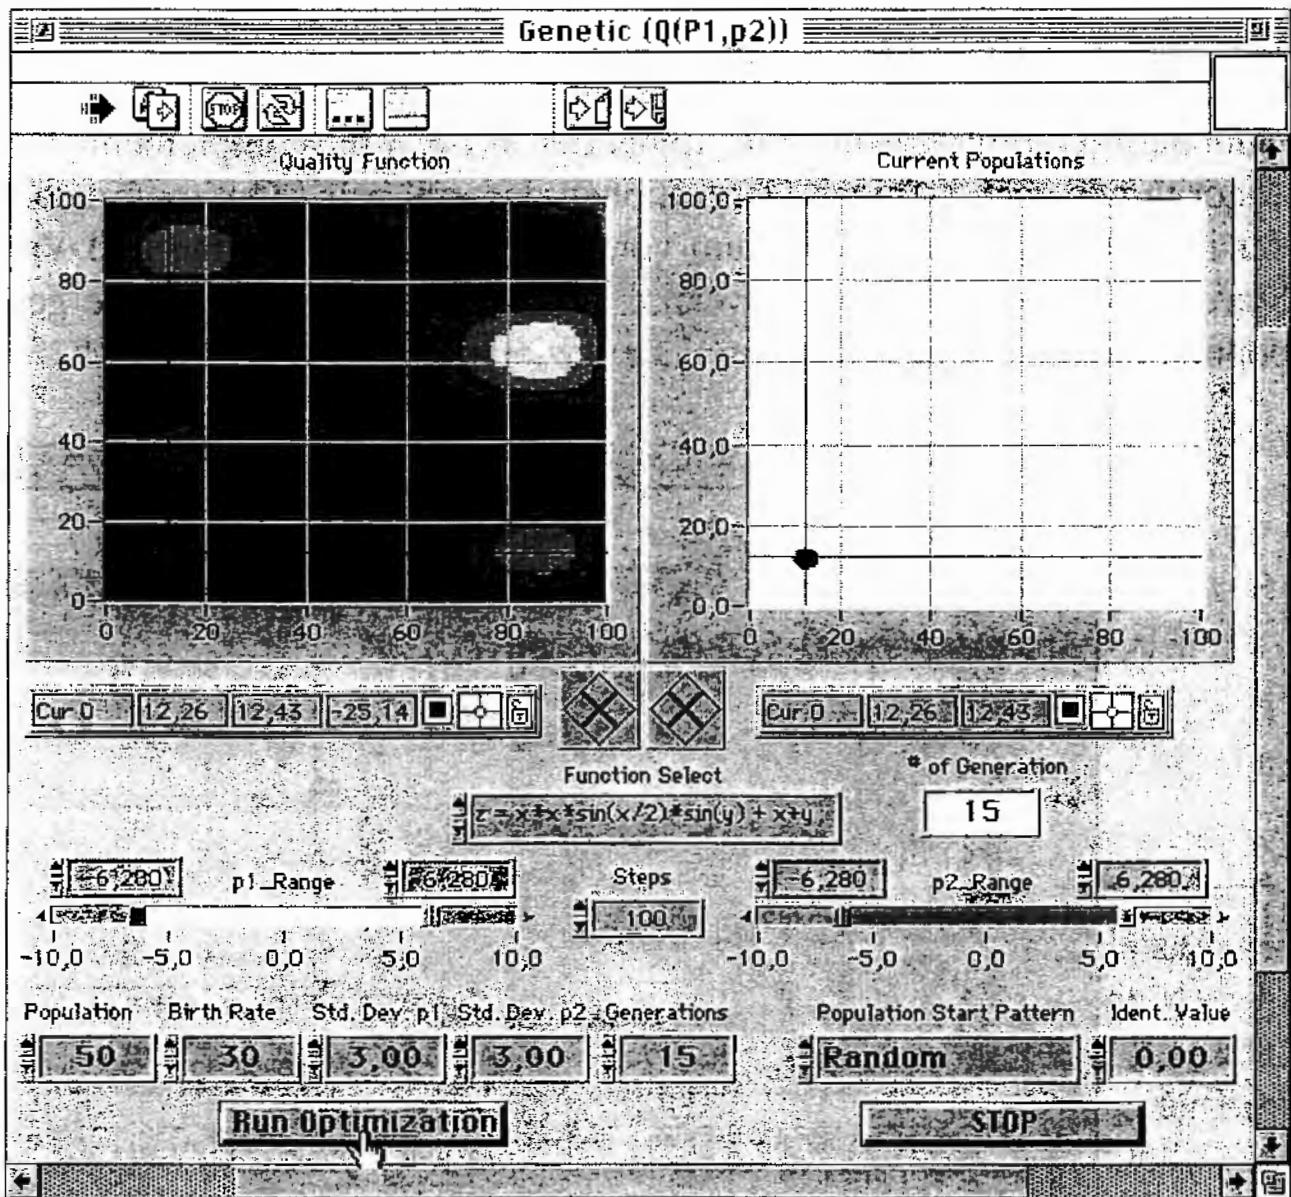 Genetic (Q(P1,p2))
STOP
Quality Function
Current Populations
100
80
60
40
20
0
0 20 40 60 80 100
100,0
80,0
60,0
40,0
20,0
0,0
0 20 40 60 80 100
Cur 0 12,26 12,43 -25,14
Cur 0 12,26 12,43
Function Select
# of Generation
z = x*x*sin(x/2)*sin(y) + x+y
15
-6,280 p1_Range 6,280
Steps
-6,280 p2_Range 6,280
100
-10,0 -5,0 0,0 5,0 10,0
-10,0 -5,0 0,0 5,0 10,0
Population Birth Rate Std. Dev. p1 Std. Dev. p2 Generations
Population Start Pattern Ident. Value
50 30 3,00 3,00 15
Random 0,00
Run Optimization
STOP